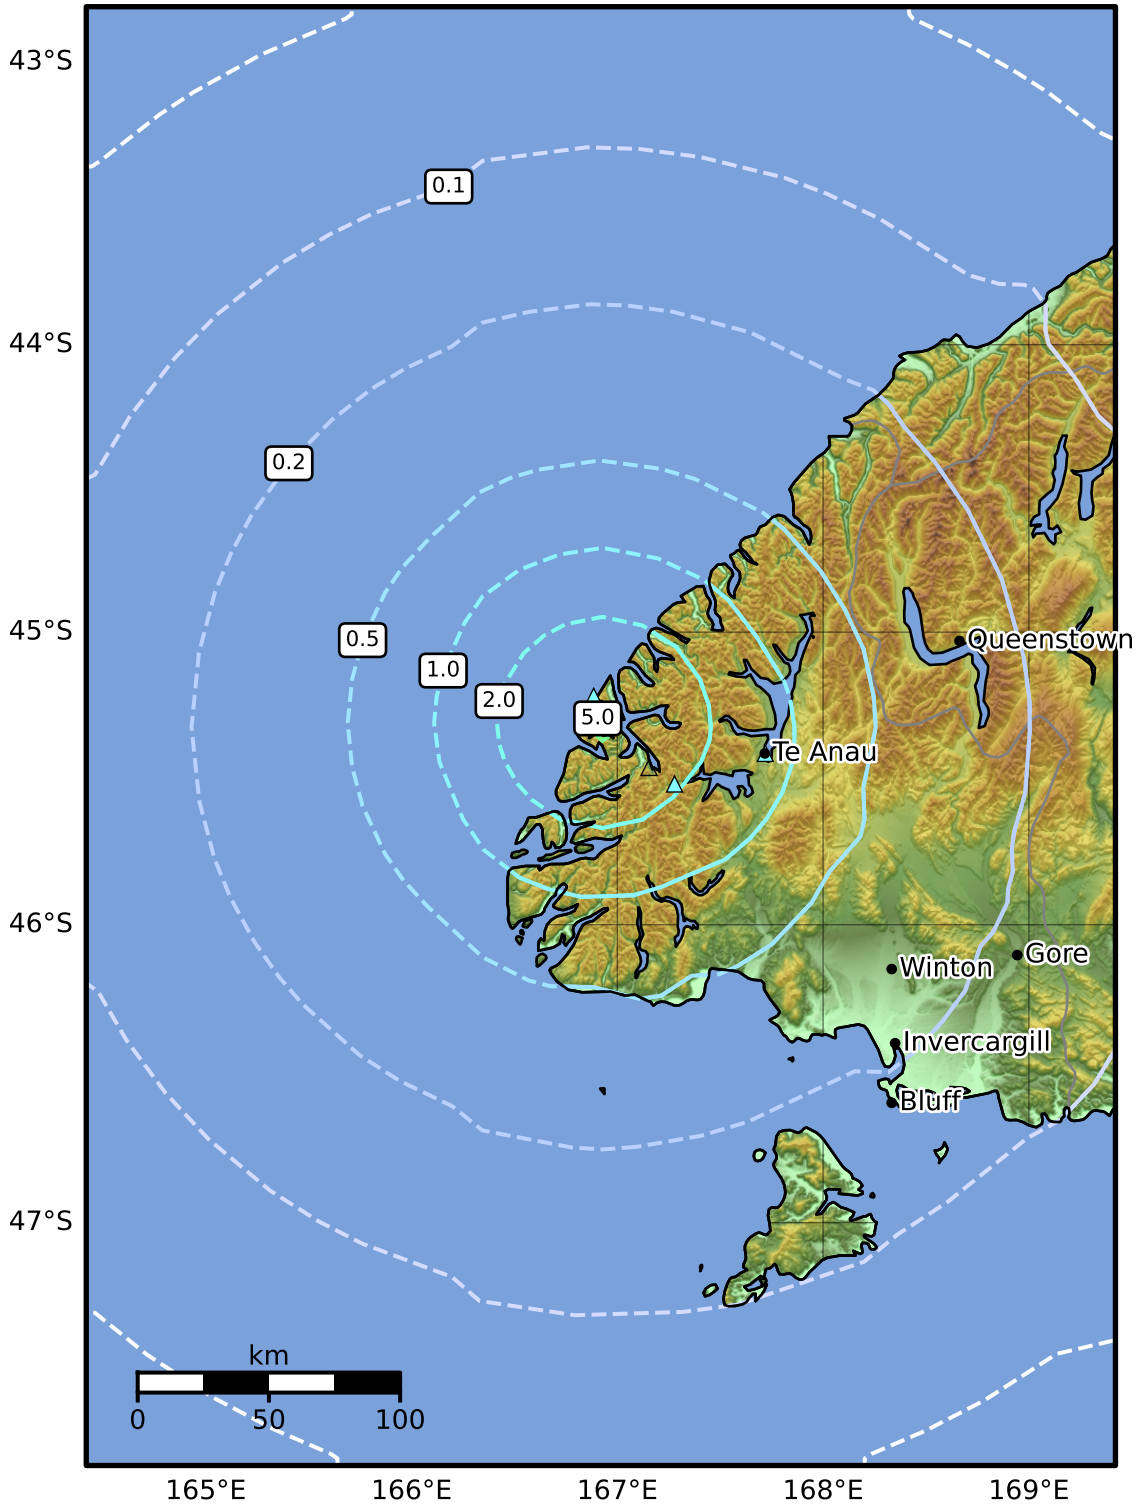 43°S
0.1
44°S
0.2
45°S
0.5
Queenstown
1.0
2.0
5.0
Te Anau
46°S
Gore
Winton
Invercargill
Bluff
47°S
km
0 50 100
165°E 166°E 167°E 168°E 169°E